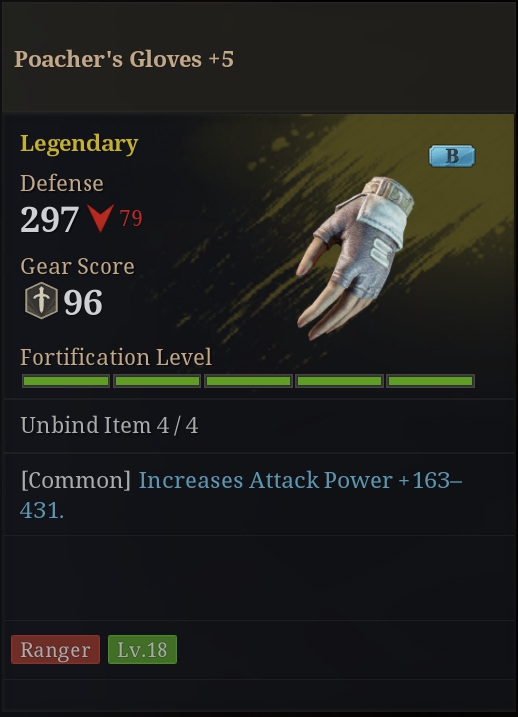 Poacher's Gloves +5
Legendary
B
Defense
297 79
Gear Score
96
Fortification Level
Unbind Item 4 / 4
[Common] Increases Attack Power +163–
431.
Ranger Lv.18